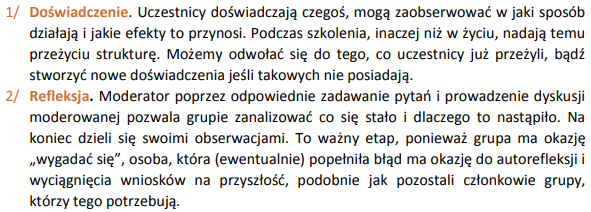 1/ Doświadczenie. Uczestnicy doświadczają czegoś, mogą zaobserwować w jaki sposób
działają i jakie efekty to przynosi. Podczas szkolenia, inaczej niż w życiu, nadają temu
przeżyciu strukturę. Możemy odwołać się do tego, co uczestnicy już przeżyli, bądź
stworzyć nowe doświadczenia jeśli takowych nie posiadają.
2/ Refleksja. Moderator poprzez odpowiednie zadawanie pytań i prowadzenie dyskusji
moderowanej pozwala grupie zanalizować co się stało i dlaczego to nastąpiło. Na
koniec dzieli się swoimi obserwacjami. To ważny etap, ponieważ grupa ma okazję
„wygadać się”, osoba, która (ewentualnie) popełniła błąd ma okazję do autorefleksji i
wyciągnięcia wniosków na przyszłość, podobnie jak pozostali członkowie grupy,
którzy tego potrzebują.